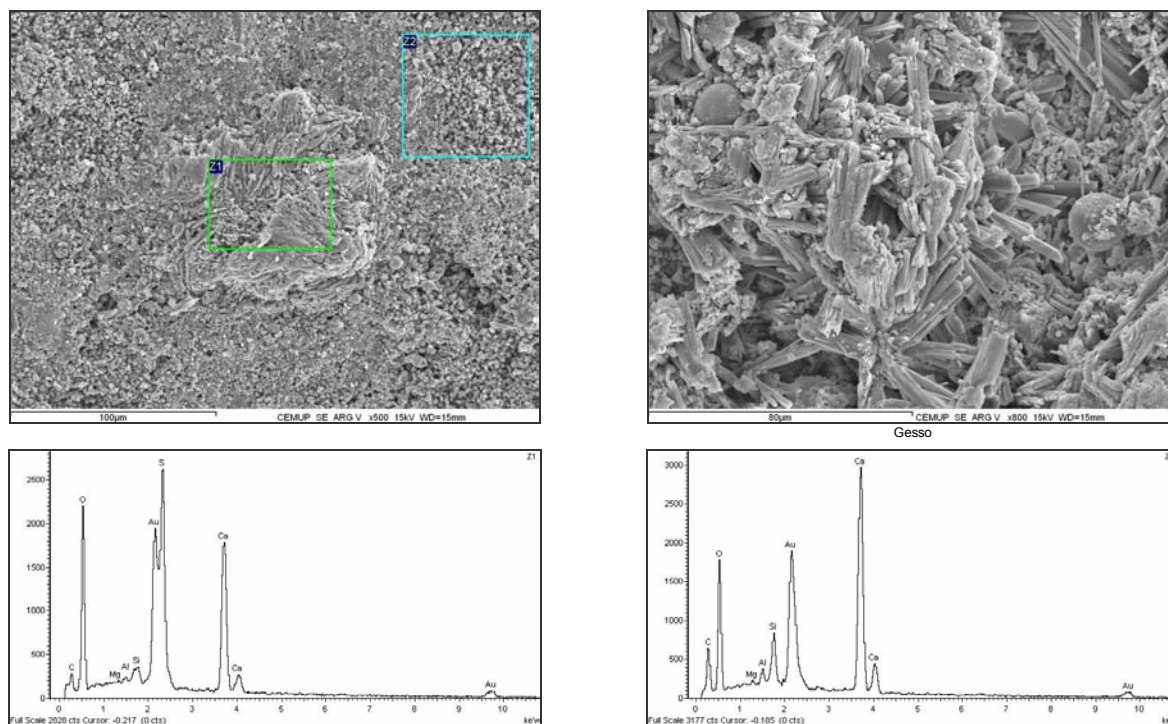 Z2
Z1
100µm CEMUP SE ARG V x500 15kV WD=15mm
80µm CEMUP SE ARG V x800 15kV WD=15mm
Gesso
Z1
2500
2000
1500
1000
500
0
C
O
Mg
Al
Si
Au
S
Ca
Ca
Au
0 1 2 3 4 5 6 7 8 9 10
Full Scale 2028 cts Cursor: -0.217 (0 cts)
keV
Z
3000
2500
2000
1500
1000
500
0
C
O
Mg
Al
Si
Au
Ca
Ca
Au
0 1 2 3 4 5 6 7 8 9 10
Full Scale 3177 cts Cursor: -0.185 (0 cts)
keV